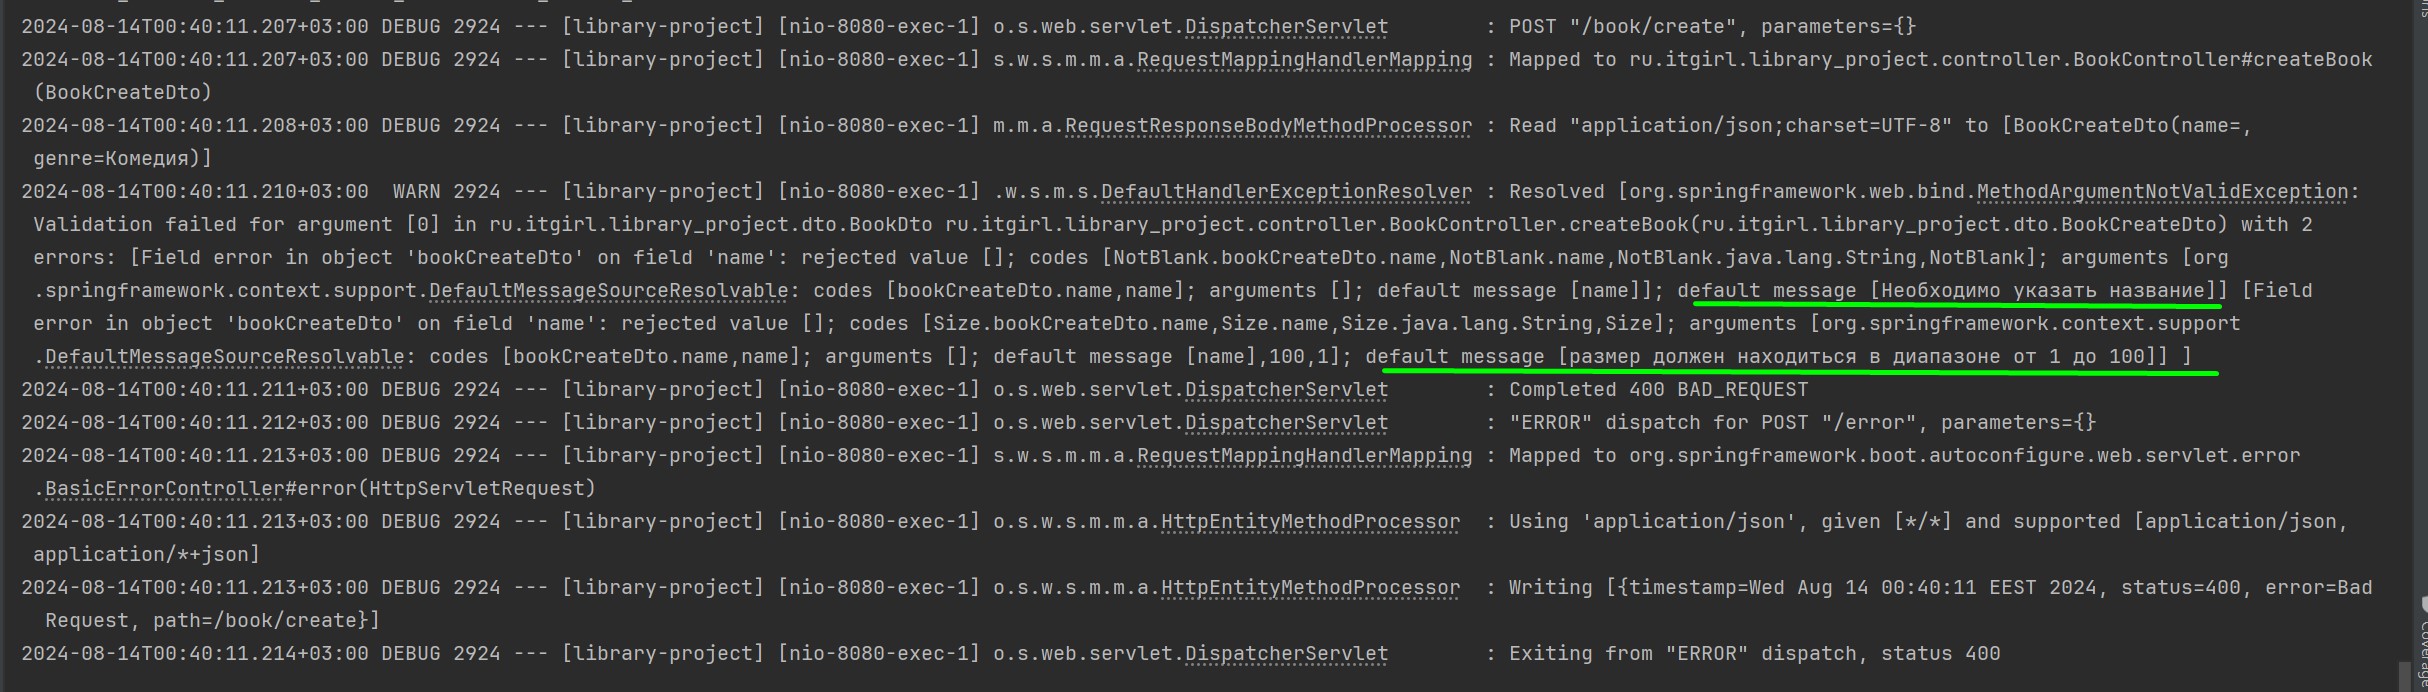 2024-08-14T00:40:11.207+03:00 DEBUG 2924 --- [library-project] [nio-8080-exec-1] o.s.web.servlet.DispatcherServlet        : POST "/book/create", parameters={}
2024-08-14T00:40:11.207+03:00 DEBUG 2924 --- [library-project] [nio-8080-exec-1] s.w.s.m.m.a.RequestMappingHandlerMapping : Mapped to ru.itgirl.library_project.controller.BookController#createBook
(BookCreateDto)
2024-08-14T00:40:11.208+03:00 DEBUG 2924 --- [library-project] [nio-8080-exec-1] m.m.a.RequestResponseBodyMethodProcessor : Read "application/json;charset=UTF-8" to [BookCreateDto(name=,
genre=Комедия)]
2024-08-14T00:40:11.210+03:00  WARN 2924 --- [library-project] [nio-8080-exec-1] .w.s.m.s.DefaultHandlerExceptionResolver : Resolved [org.springframework.web.bind.MethodArgumentNotValidException:
Validation failed for argument [0] in ru.itgirl.library_project.dto.BookDto ru.itgirl.library_project.controller.BookController.createBook(ru.itgirl.library_project.dto.BookCreateDto) with 2
errors: [Field error in object 'bookCreateDto' on field 'name': rejected value []; codes [NotBlank.bookCreateDto.name,NotBlank.name,NotBlank.java.lang.String,NotBlank]; arguments [org
.springframework.context.support.DefaultMessageSourceResolvable: codes [bookCreateDto.name,name]; arguments []; default message [name]]; default message [Необходимо указать название]] [Field
error in object 'bookCreateDto' on field 'name': rejected value []; codes [Size.bookCreateDto.name,Size.name,Size.java.lang.String,Size]; arguments [org.springframework.context.support
.DefaultMessageSourceResolvable: codes [bookCreateDto.name,name]; arguments []; default message [name],100,1]; default message [размер должен находиться в диапазоне от 1 до 100]] ]
2024-08-14T00:40:11.211+03:00 DEBUG 2924 --- [library-project] [nio-8080-exec-1] o.s.web.servlet.DispatcherServlet        : Completed 400 BAD_REQUEST
2024-08-14T00:40:11.212+03:00 DEBUG 2924 --- [library-project] [nio-8080-exec-1] o.s.web.servlet.DispatcherServlet        : "ERROR" dispatch for POST "/error", parameters={}
2024-08-14T00:40:11.213+03:00 DEBUG 2924 --- [library-project] [nio-8080-exec-1] s.w.s.m.m.a.RequestMappingHandlerMapping : Mapped to org.springframework.boot.autoconfigure.web.servlet.error
.BasicErrorController#error(HttpServletRequest)
2024-08-14T00:40:11.213+03:00 DEBUG 2924 --- [library-project] [nio-8080-exec-1] o.s.w.s.m.m.a.HttpEntityMethodProcessor  : Using 'application/json', given [*/*] and supported [application/json,
application/*+json]
2024-08-14T00:40:11.213+03:00 DEBUG 2924 --- [library-project] [nio-8080-exec-1] o.s.w.s.m.m.a.HttpEntityMethodProcessor  : Writing [{timestamp=Wed Aug 14 00:40:11 EEST 2024, status=400, error=Bad
Request, path=/book/create}]
2024-08-14T00:40:11.214+03:00 DEBUG 2924 --- [library-project] [nio-8080-exec-1] o.s.web.servlet.DispatcherServlet        : Exiting from "ERROR" dispatch, status 400
Coverage